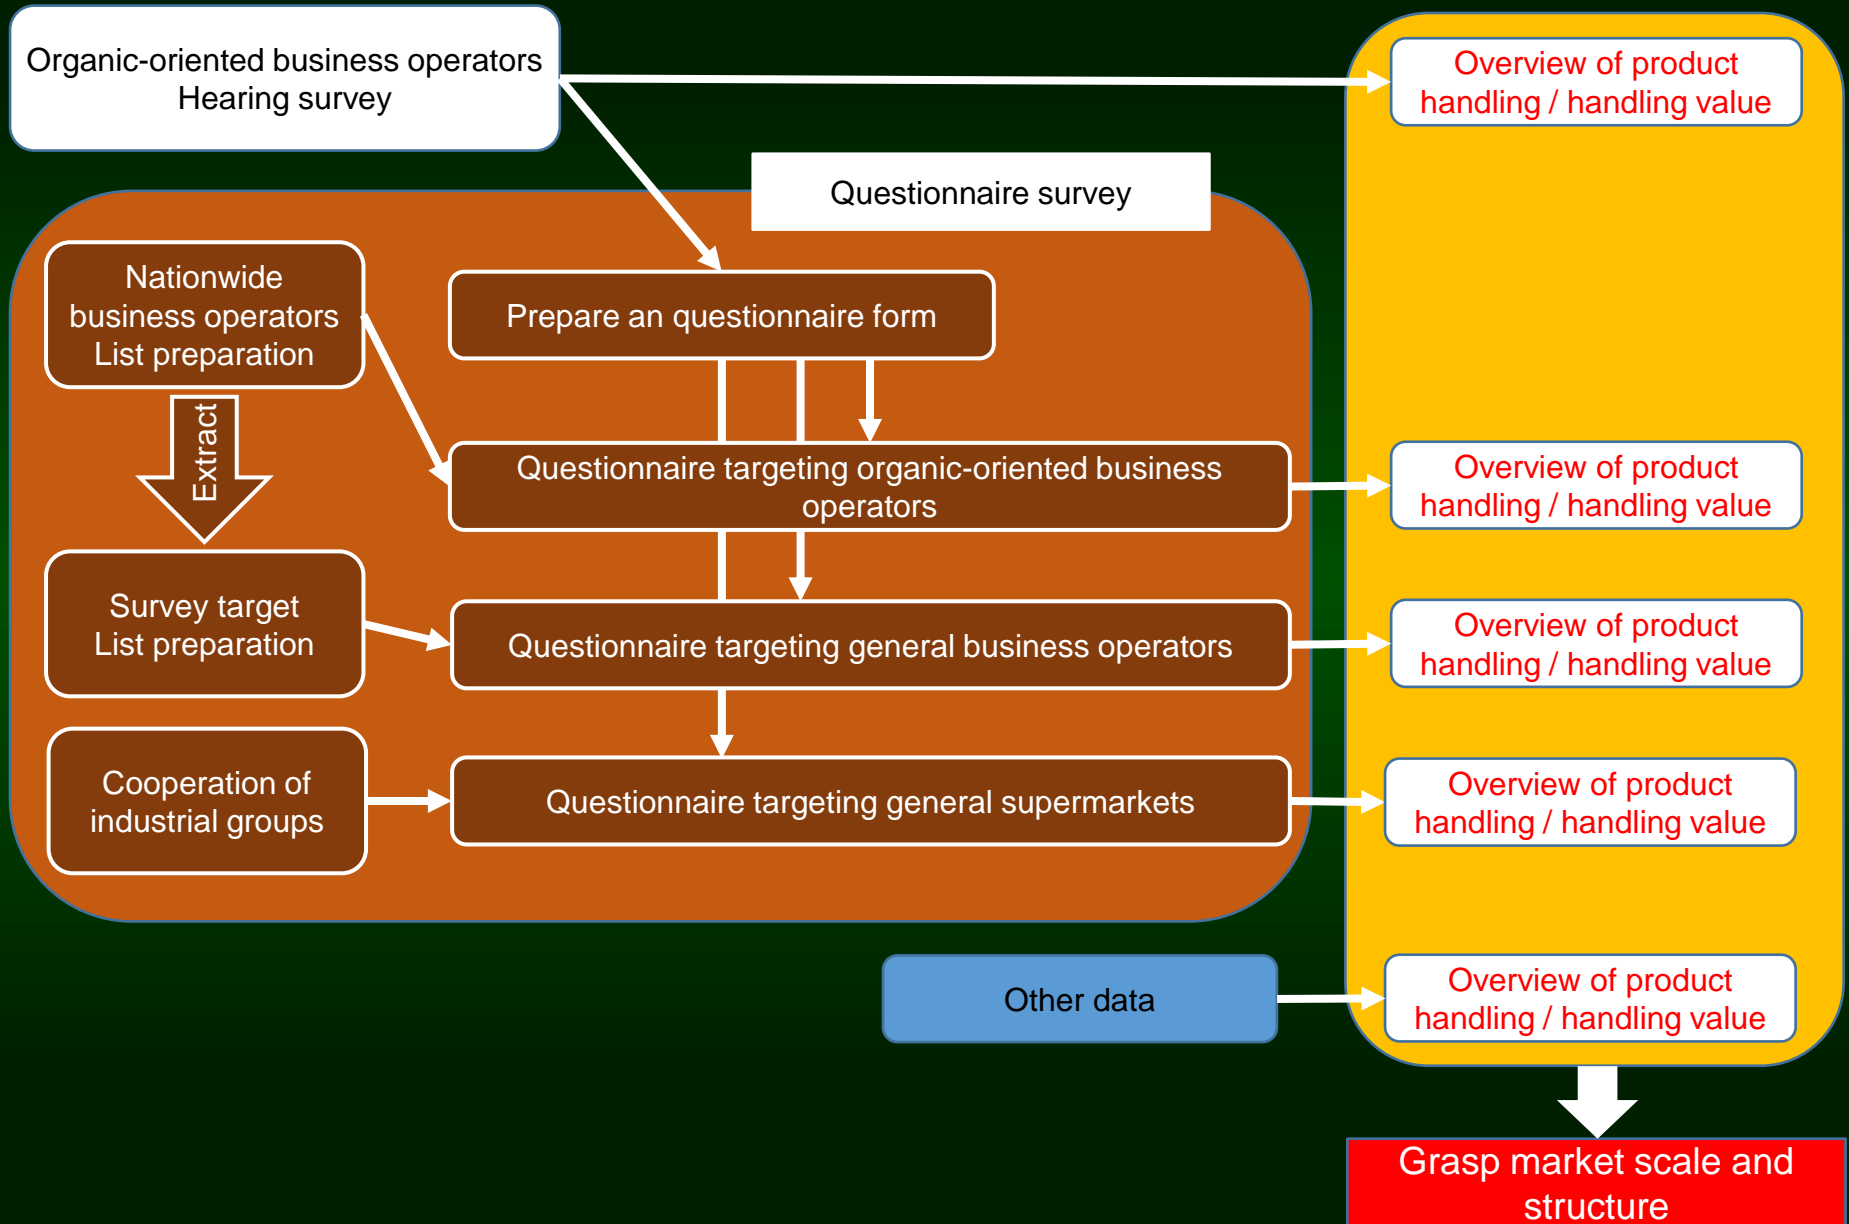 Organic-oriented business operators
Hearing survey
Overview of product
handling / handling value
Questionnaire survey
Nationwide
business operators
List preparation
Prepare an questionnaire form
Extract
Questionnaire targeting organic-oriented business
operators
Overview of product
handling / handling value
Survey target
List preparation
Questionnaire targeting general business operators
Overview of product
handling / handling value
Cooperation of
industrial groups
Questionnaire targeting general supermarkets
Overview of product
handling / handling value
Other data
Overview of product
handling / handling value
Grasp market scale and
structure